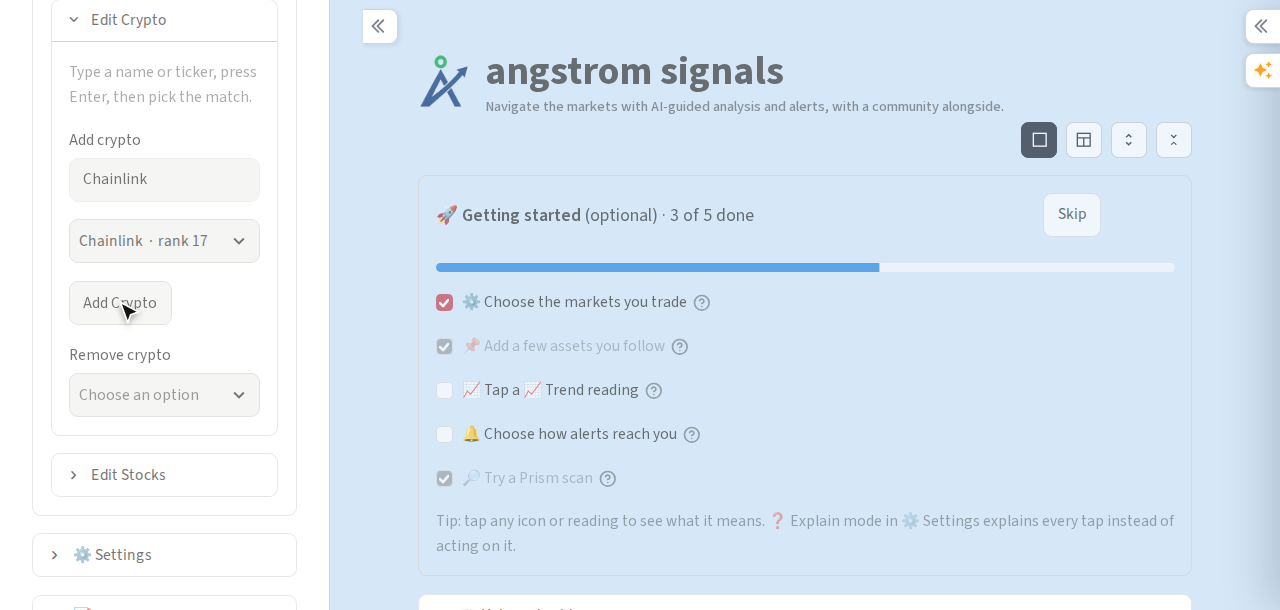 Edit Crypto
Type a name or ticker, press
Enter, then pick the match.
Add crypto
Chainlink
Chainlink · rank 17
Add Crypto
Remove crypto
Choose an option
Edit Stocks
⚙️ Settings
angstrom signals
Navigate the markets with AI-guided analysis and alerts, with a community alongside.
🚀 Getting started (optional) · 3 of 5 done
Skip
⚙️ Choose the markets you trade
📌 Add a few assets you follow
📈 Tap a 📈 Trend reading
🔔 Choose how alerts reach you
🔎 Try a Prism scan
Tip: tap any icon or reading to see what it means. ❓ Explain mode in ⚙️ Settings explains every tap instead of
acting on it.